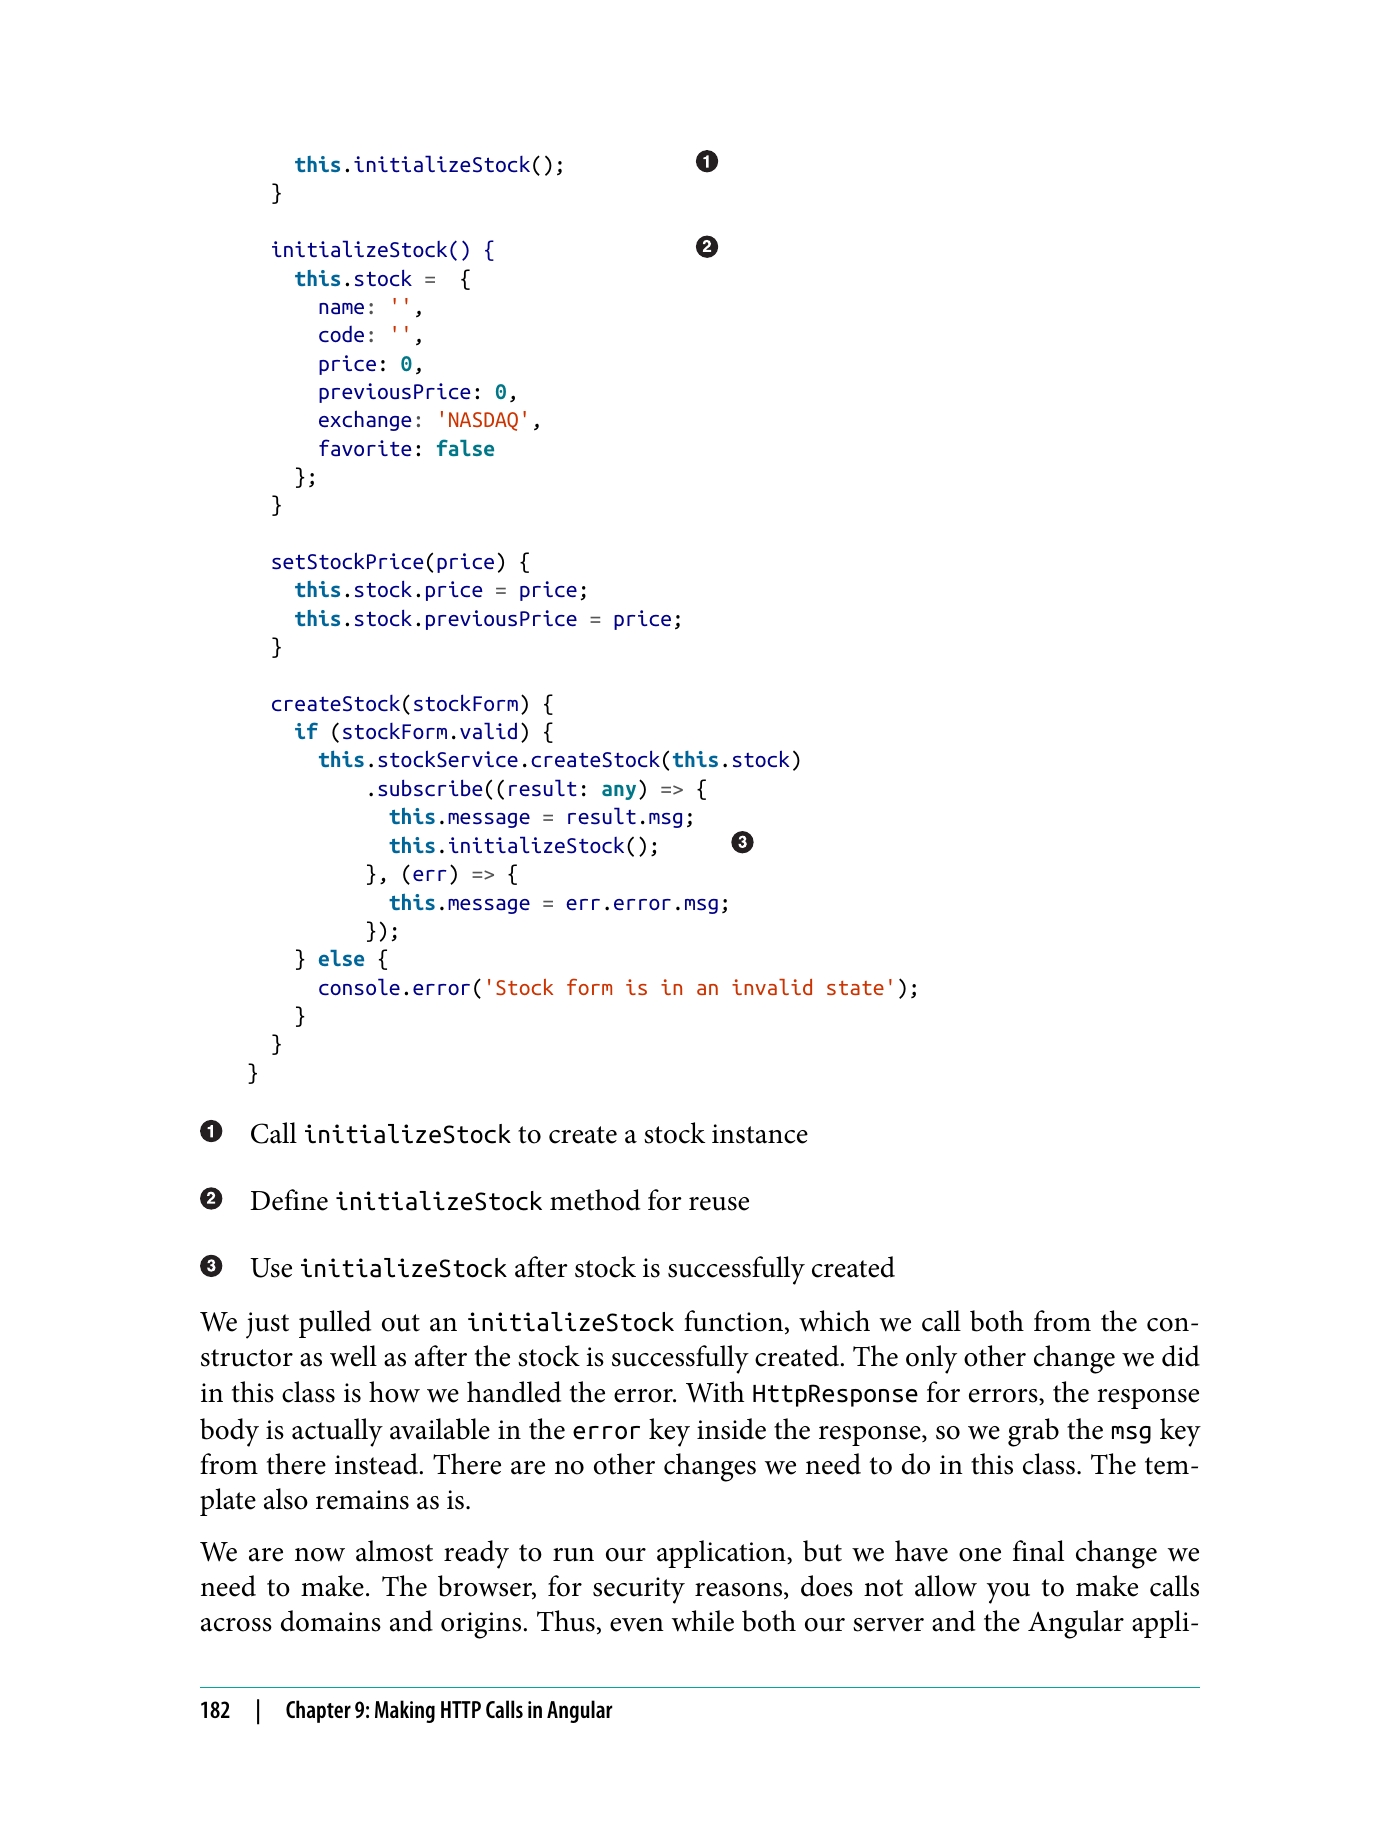 this.initializeStock();           ❶
  }

  initializeStock() {                 ❷
    this.stock =  {
      name: '',
      code: '',
      price: 0,
      previousPrice: 0,
      exchange: 'NASDAQ',
      favorite: false
    };
  }

  setStockPrice(price) {
    this.stock.price = price;
    this.stock.previousPrice = price;
  }

  createStock(stockForm) {
    if (stockForm.valid) {
      this.stockService.createStock(this.stock)
          .subscribe((result: any) => {
            this.message = result.msg;
            this.initializeStock();      ❸
          }, (err) => {
            this.message = err.error.msg;
          });
    } else {
      console.error('Stock form is in an invalid state');
    }
  }
}
❶ Call initializeStock to create a stock instance
❷ Define initializeStock method for reuse
❸ Use initializeStock after stock is successfully created
We just pulled out an initializeStock function, which we call both from the con-
structor as well as after the stock is successfully created. The only other change we did
in this class is how we handled the error. With HttpResponse for errors, the response
body is actually available in the error key inside the response, so we grab the msg key
from there instead. There are no other changes we need to do in this class. The tem-
plate also remains as is.
We are now almost ready to run our application, but we have one final change we
need to make. The browser, for security reasons, does not allow you to make calls
across domains and origins. Thus, even while both our server and the Angular appli-
182 | Chapter 9: Making HTTP Calls in Angular